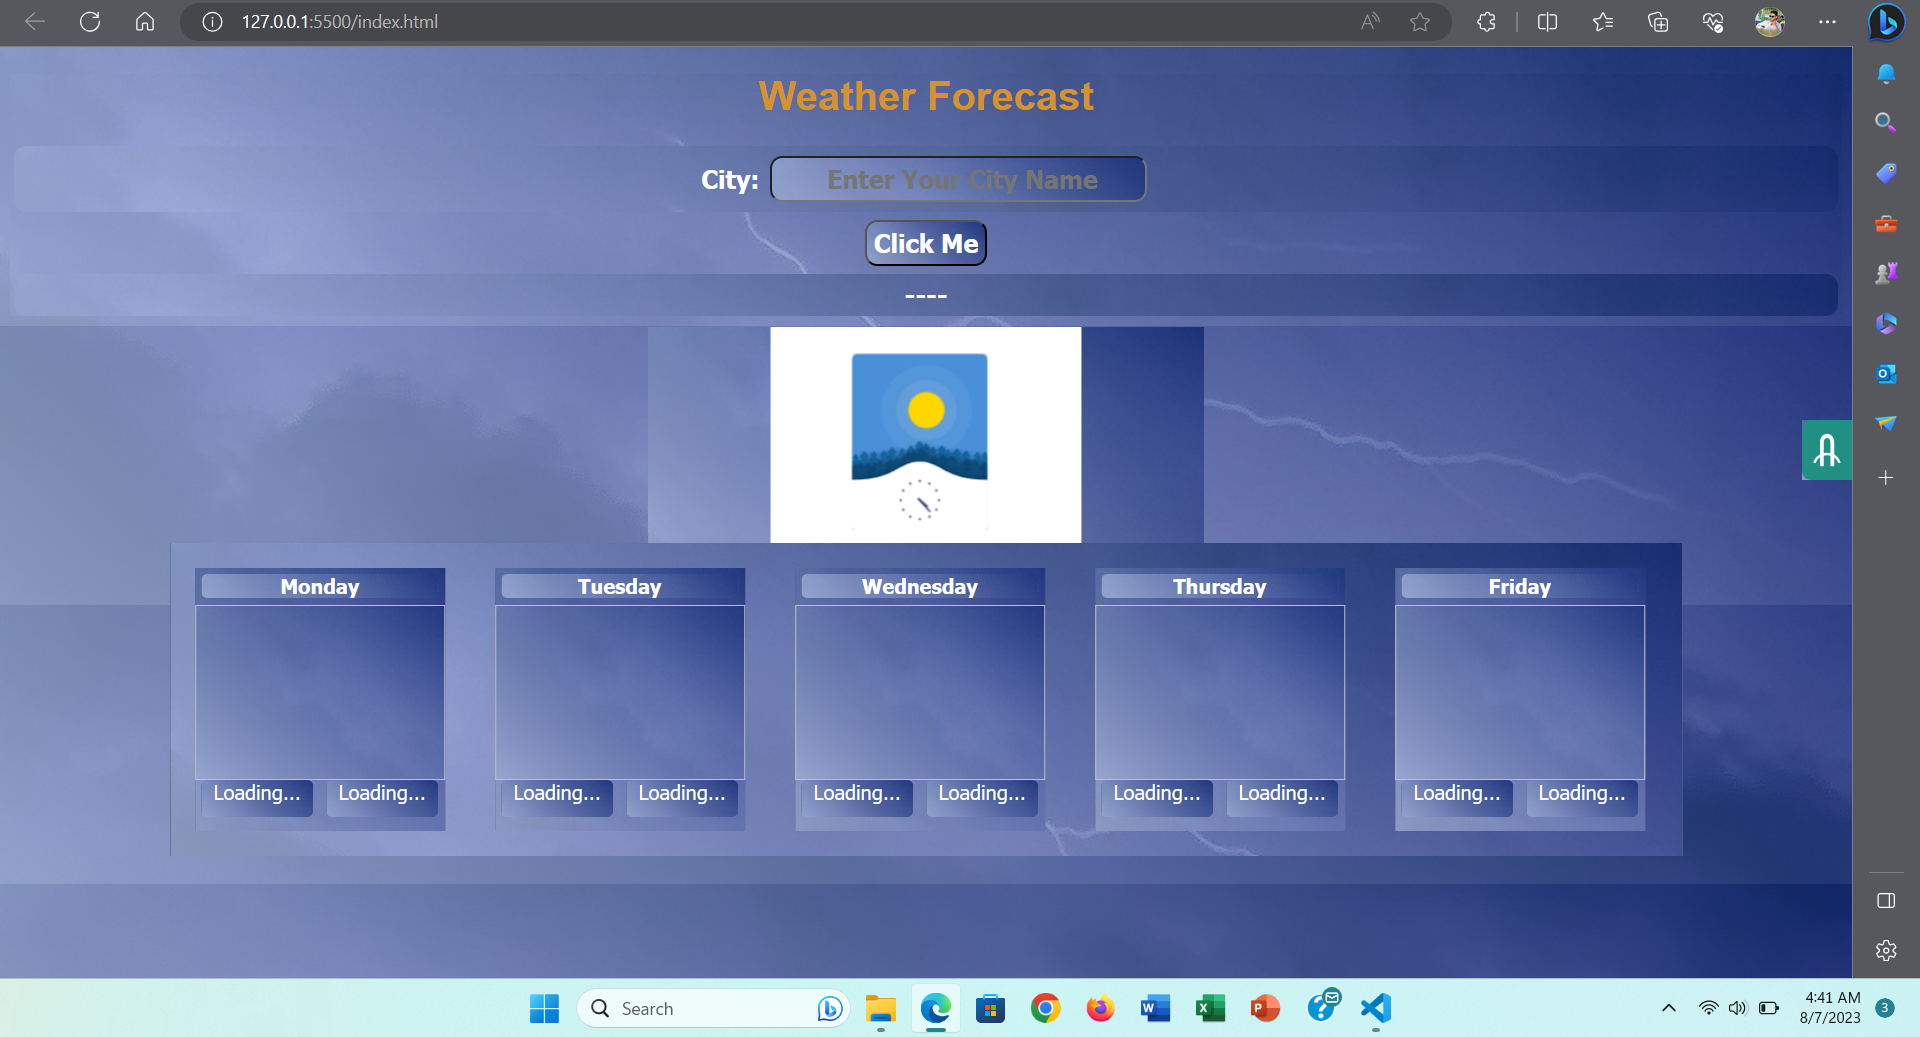 127.0.0.1:5500/index.html
Weather Forecast
City: Enter Your City Name
Click Me
----
Monday Tuesday Wednesday Thursday Friday
Loading... Loading... Loading... Loading... Loading... Loading... Loading... Loading... Loading... Loading...
Search
4:41 AM
8/7/2023
3